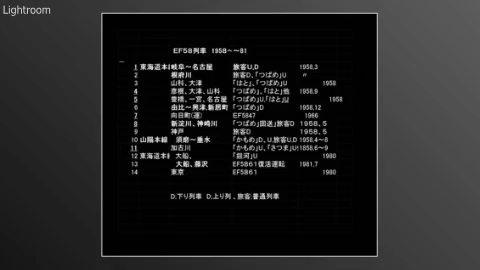 Lightroom
EF58列車 1958～～81
1 東海道本線 岐阜～名古屋 旅客U,D 1958,3
2 根府川 旅客D、「つばめ」U 〃
3 山科、大津 「はと」、「つばめ」U 1958
4 彦根、大津、山科 「つばめ」、「はと」他 1958,9
5 豊橋、一宮、名古屋 「つばめ」U、「はと」U 1958
6 由比～興津、新居町 「つばめ」D 1958,12
7 向日町(運) EF5847 1966
8 新淀川、神崎川 「つばめ」回送」旅客D 1958、5
9 神戸 旅客D 1958、5
10 山陽本線 須磨～垂水 「かもめ」D、U、旅客U,D 1958,4～8
11 加古川 「かもめ」U、「さつま」U 1958,6～9
12 東海道本線 大船、 「銀河」U 1980
13 大船、藤沢 EF5861復活運転 1981,7
14 東京 EF5861 1980
D;下り列車 D;上り列、旅客;普通列車